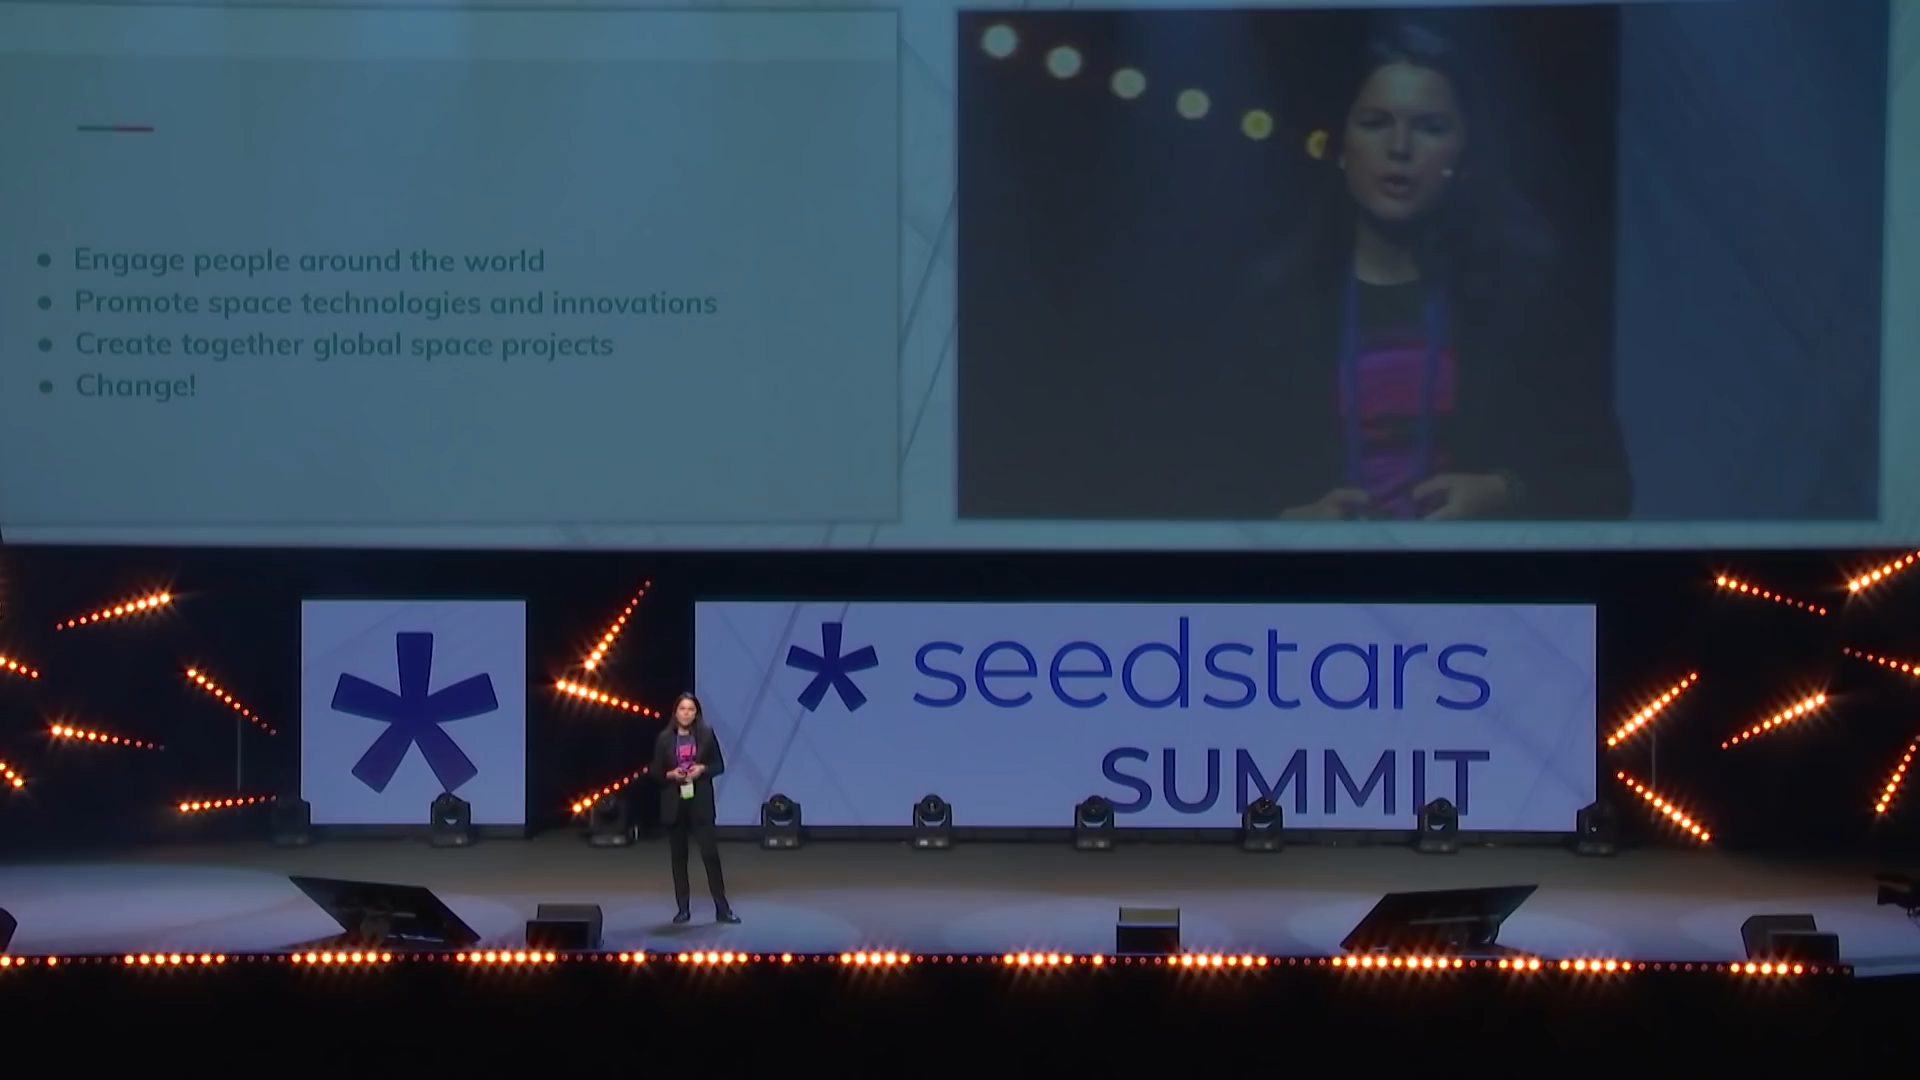 Engage people around the world
Promote space technologies and innovations
Create together global space projects
Change!
seedstars
SUMMIT